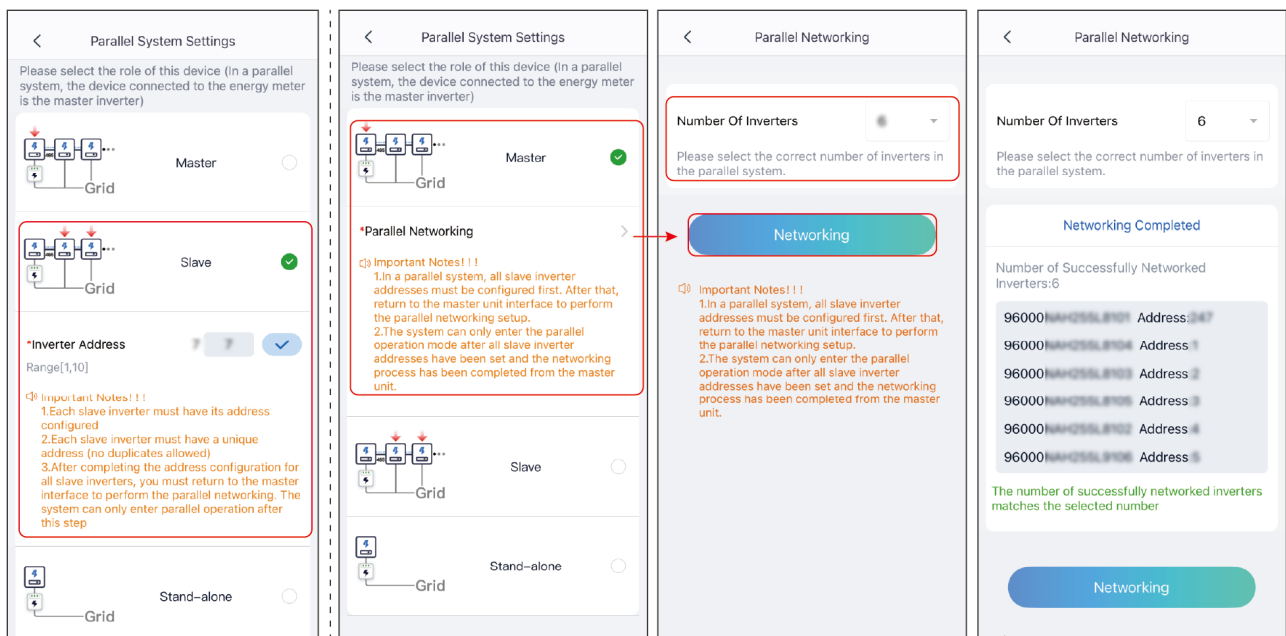 Parallel System Settings
Please select the role of this device (In a parallel
system, the device connected to the energy meter
is the master inverter)
Master
Grid
Slave
Grid
*Inverter Address
Range[1,10]
Important Notes!!!
1.Each slave inverter must have its address
configured
2.Each slave inverter must have a unique
address (no duplicates allowed)
3.After completing the address configuration for
all slave inverters, you must return to the master
interface to perform the parallel networking. The
system can only enter parallel operation after
this step
Stand-alone
Grid
Parallel System Settings
Please select the role of this device (In a parallel
system, the device connected to the energy meter
is the master inverter)
Master
Grid
*Parallel Networking
Important Notes!!!
1.In a parallel system, all slave inverter
addresses must be configured first. After that,
return to the master unit interface to perform
the parallel networking setup.
2.The system can only enter the parallel
operation mode after all slave inverter
addresses have been set and the networking
process has been completed from the master
unit.
Slave
Grid
Stand-alone
Grid
Parallel Networking
Number Of Inverters
Please select the correct number of inverters in
the parallel system.
Networking
Important Notes!!!
1.In a parallel system, all slave inverter
addresses must be configured first. After that,
return to the master unit interface to perform
the parallel networking setup.
2.The system can only enter the parallel
operation mode after all slave inverter
addresses have been set and the networking
process has been completed from the master
unit.
Parallel Networking
Number Of Inverters 6
Please select the correct number of inverters in
the parallel system.
Networking Completed
Number of Successfully Networked
Inverters:6
96000 Address:
96000 Address:
96000 Address:
96000 Address:
96000 Address:
96000 Address:
The number of successfully networked inverters
matches the selected number
Networking